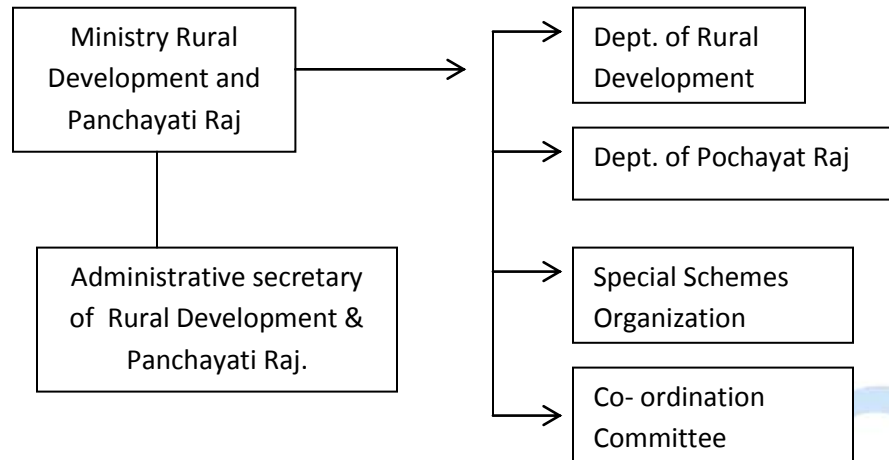 Ministry Rural
Development and
Panchayati Raj
Administrative secretary
of Rural Development &
Panchayati Raj.
Dept. of Rural
Development
Dept. of Pochayat Raj
Special Schemes
Organization
Co- ordination
Committee